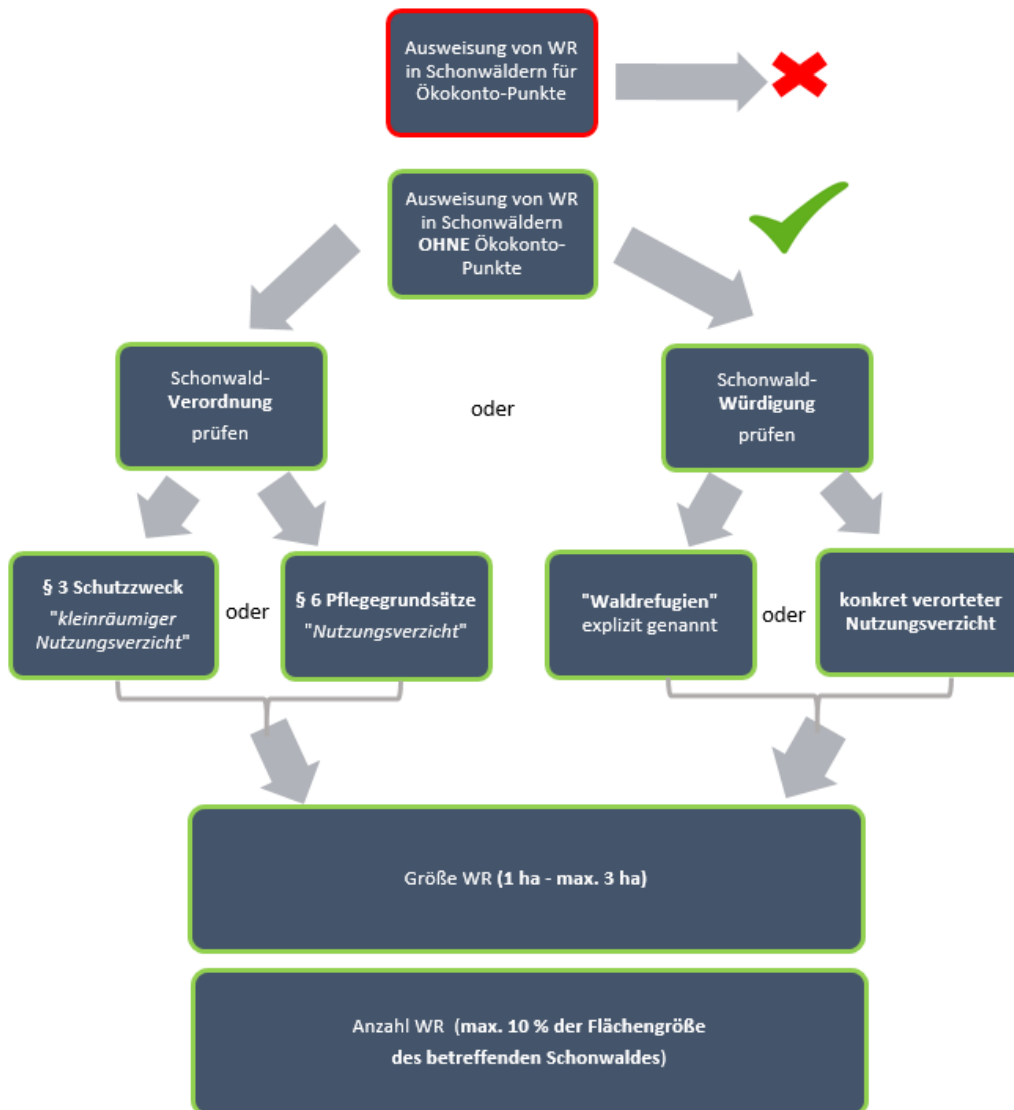 Ausweisung von WR
in Schonwäldern für
Ökokonto-Punkte
Ausweisung von WR
in Schonwäldern
OHNE Ökokonto-
Punkte
Schonwald-
Verordnung
prüfen
oder
Schonwald-
Würdigung
prüfen
§ 3 Schutzzweck
"kleinräumiger
Nutzungsverzicht"
oder
§ 6 Pflegegrundsätze
"Nutzungsverzicht"
"Waldrefugien"
explizit genannt
oder
konkret verorteter
Nutzungsverzicht
Größe WR (1 ha - max. 3 ha)
Anzahl WR (max. 10 % der Flächengröße
des betreffenden Schonwaldes)